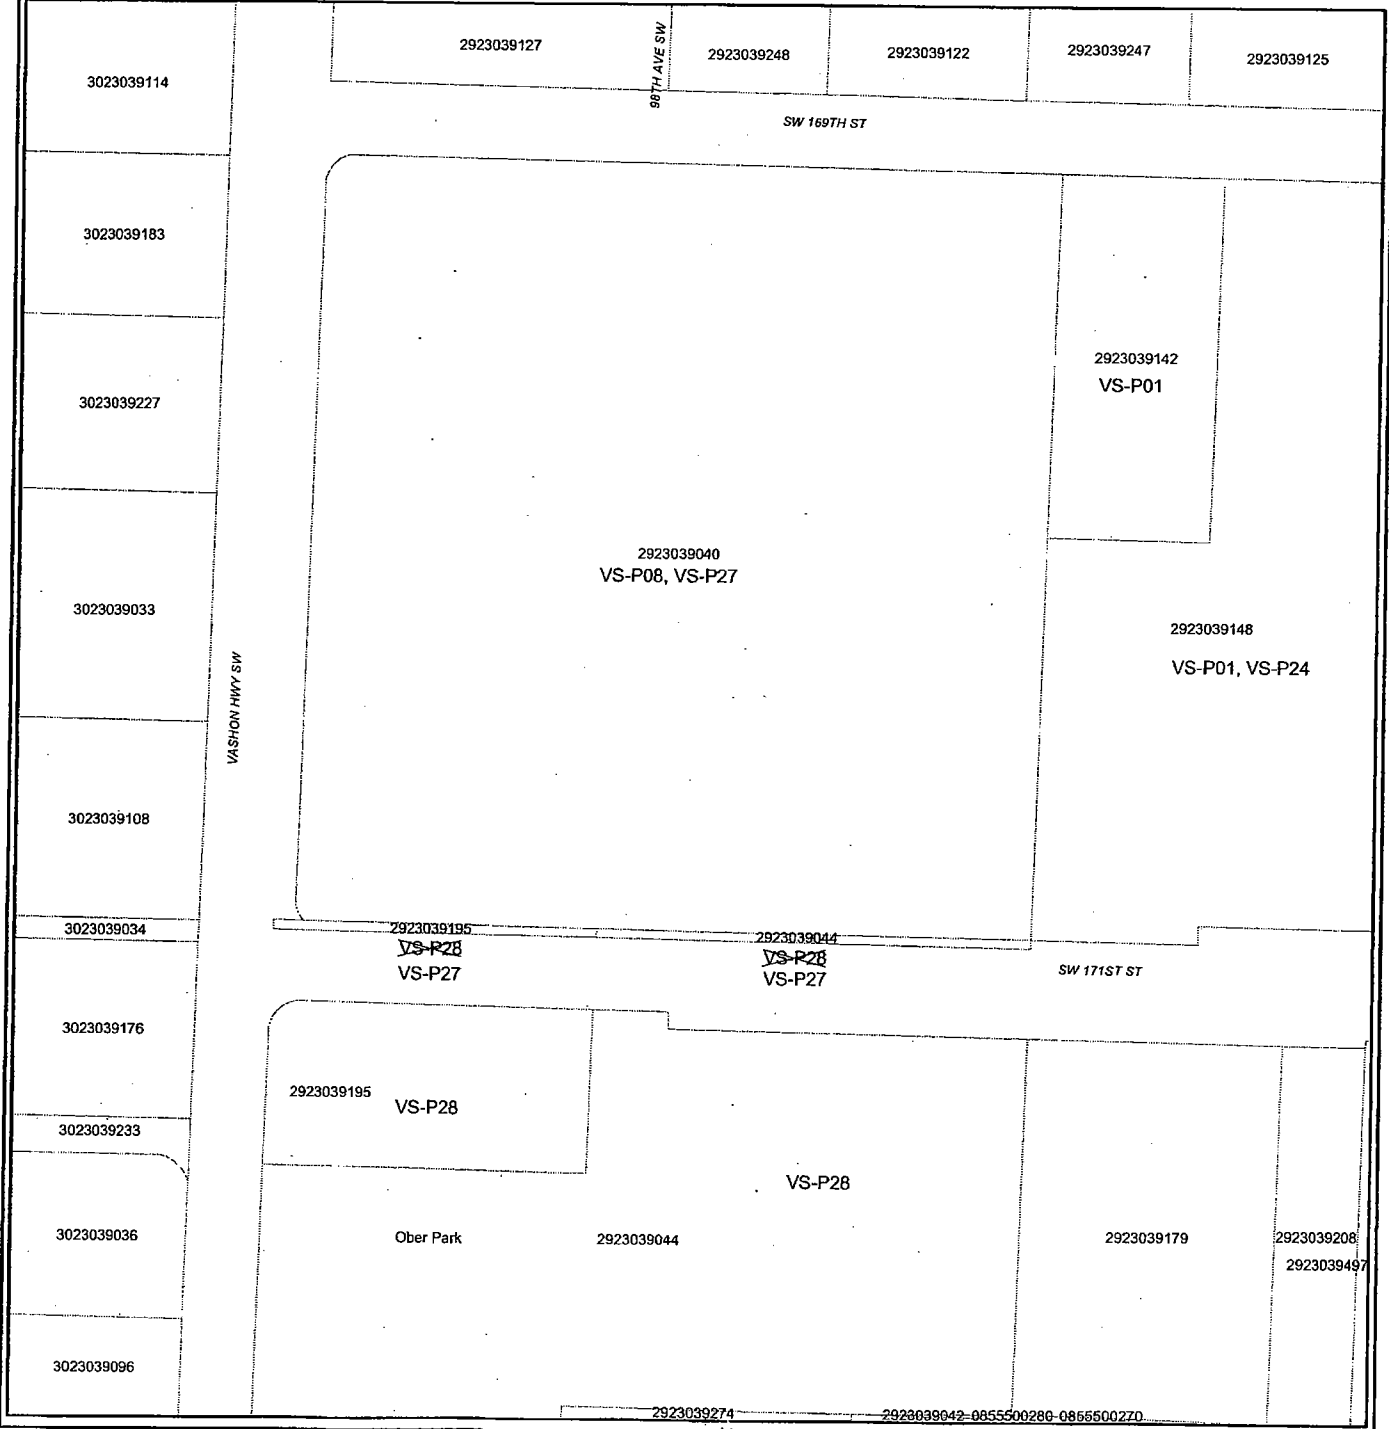 2923039127
98TH AVE SW
2923039248
2923039122
2923039247
2923039125
3023039114
SW 169TH ST
3023039183
2923039142
VS-P01
3023039227
2923039040
VS-P08, VS-P27
3023039033
2923039148
VS-P01, VS-P24
VASHON HWY SW
3023039108
3023039034
2923039195
VS-P28
VS-P27
2923039044
VS-P28
VS-P27
SW 171ST ST
3023039176
2923039195
VS-P28
3023039233
VS-P28
3023039036
Ober Park
2923039044
2923039179
2923039208
2923039497
3023039096
2923039274
2923039042 0855500280 0855500270